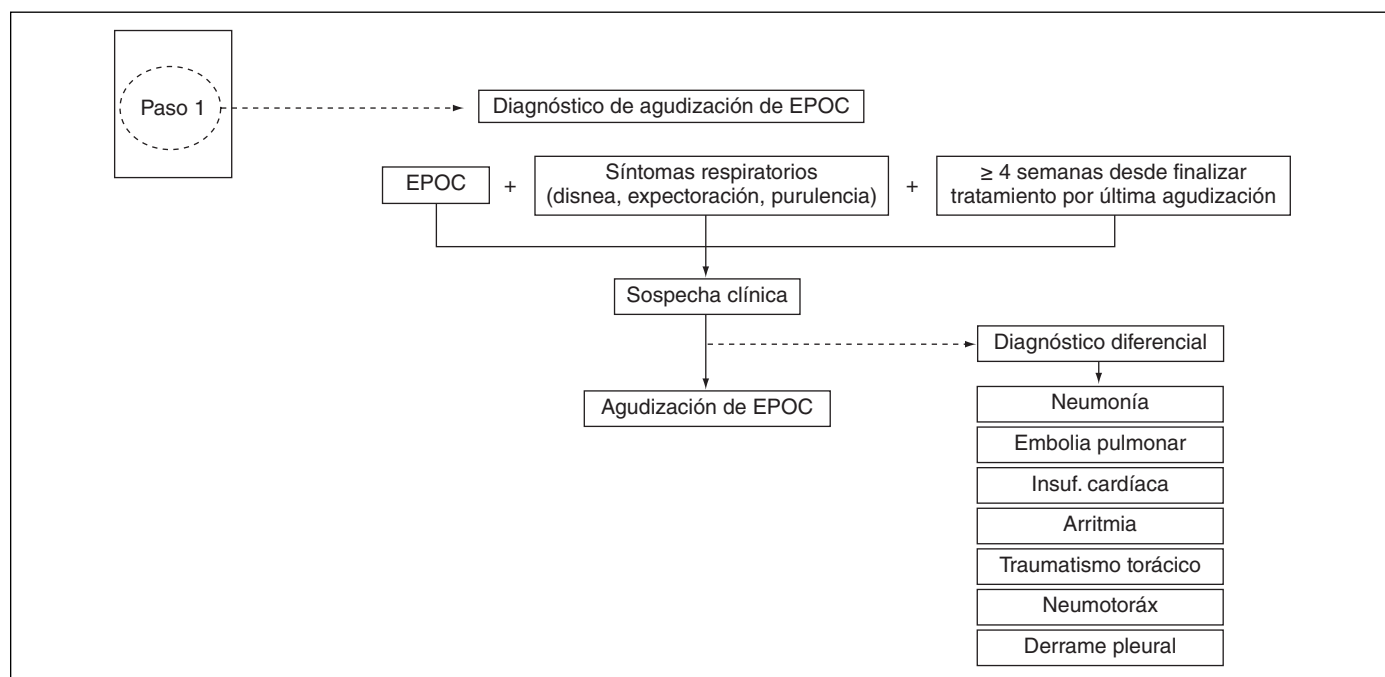 Paso 1
Diagnóstico de agudización de EPOC
EPOC
+
Síntomas respiratorios
(disnea, expectoración, purulencia)
+
≥ 4 semanas desde finalizar
tratamiento por última agudización
Sospecha clínica
Diagnóstico diferencial
Agudización de EPOC
Neumonía
Embolia pulmonar
Insuf. cardíaca
Arritmia
Traumatismo torácico
Neumotoráx
Derrame pleural